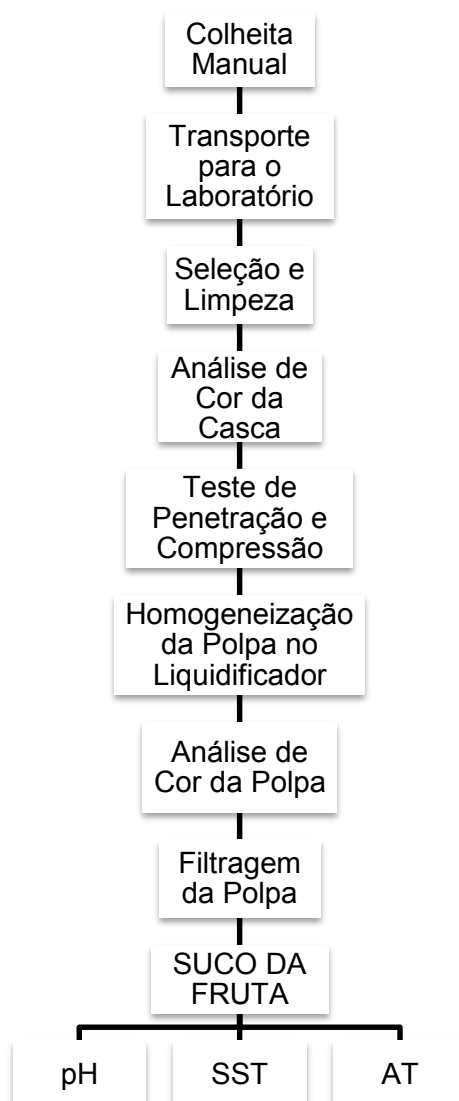 Colheita
Manual
Transporte
para o
Laboratório
Seleção e
Limpeza
Análise de
Cor da
Casca
Teste de
Penetração e
Compressão
Homogeneização
da Polpa no
Liquidificador
Análise de
Cor da Polpa
Filtragem
da Polpa
SUCO DA
FRUTA
pH SST AT